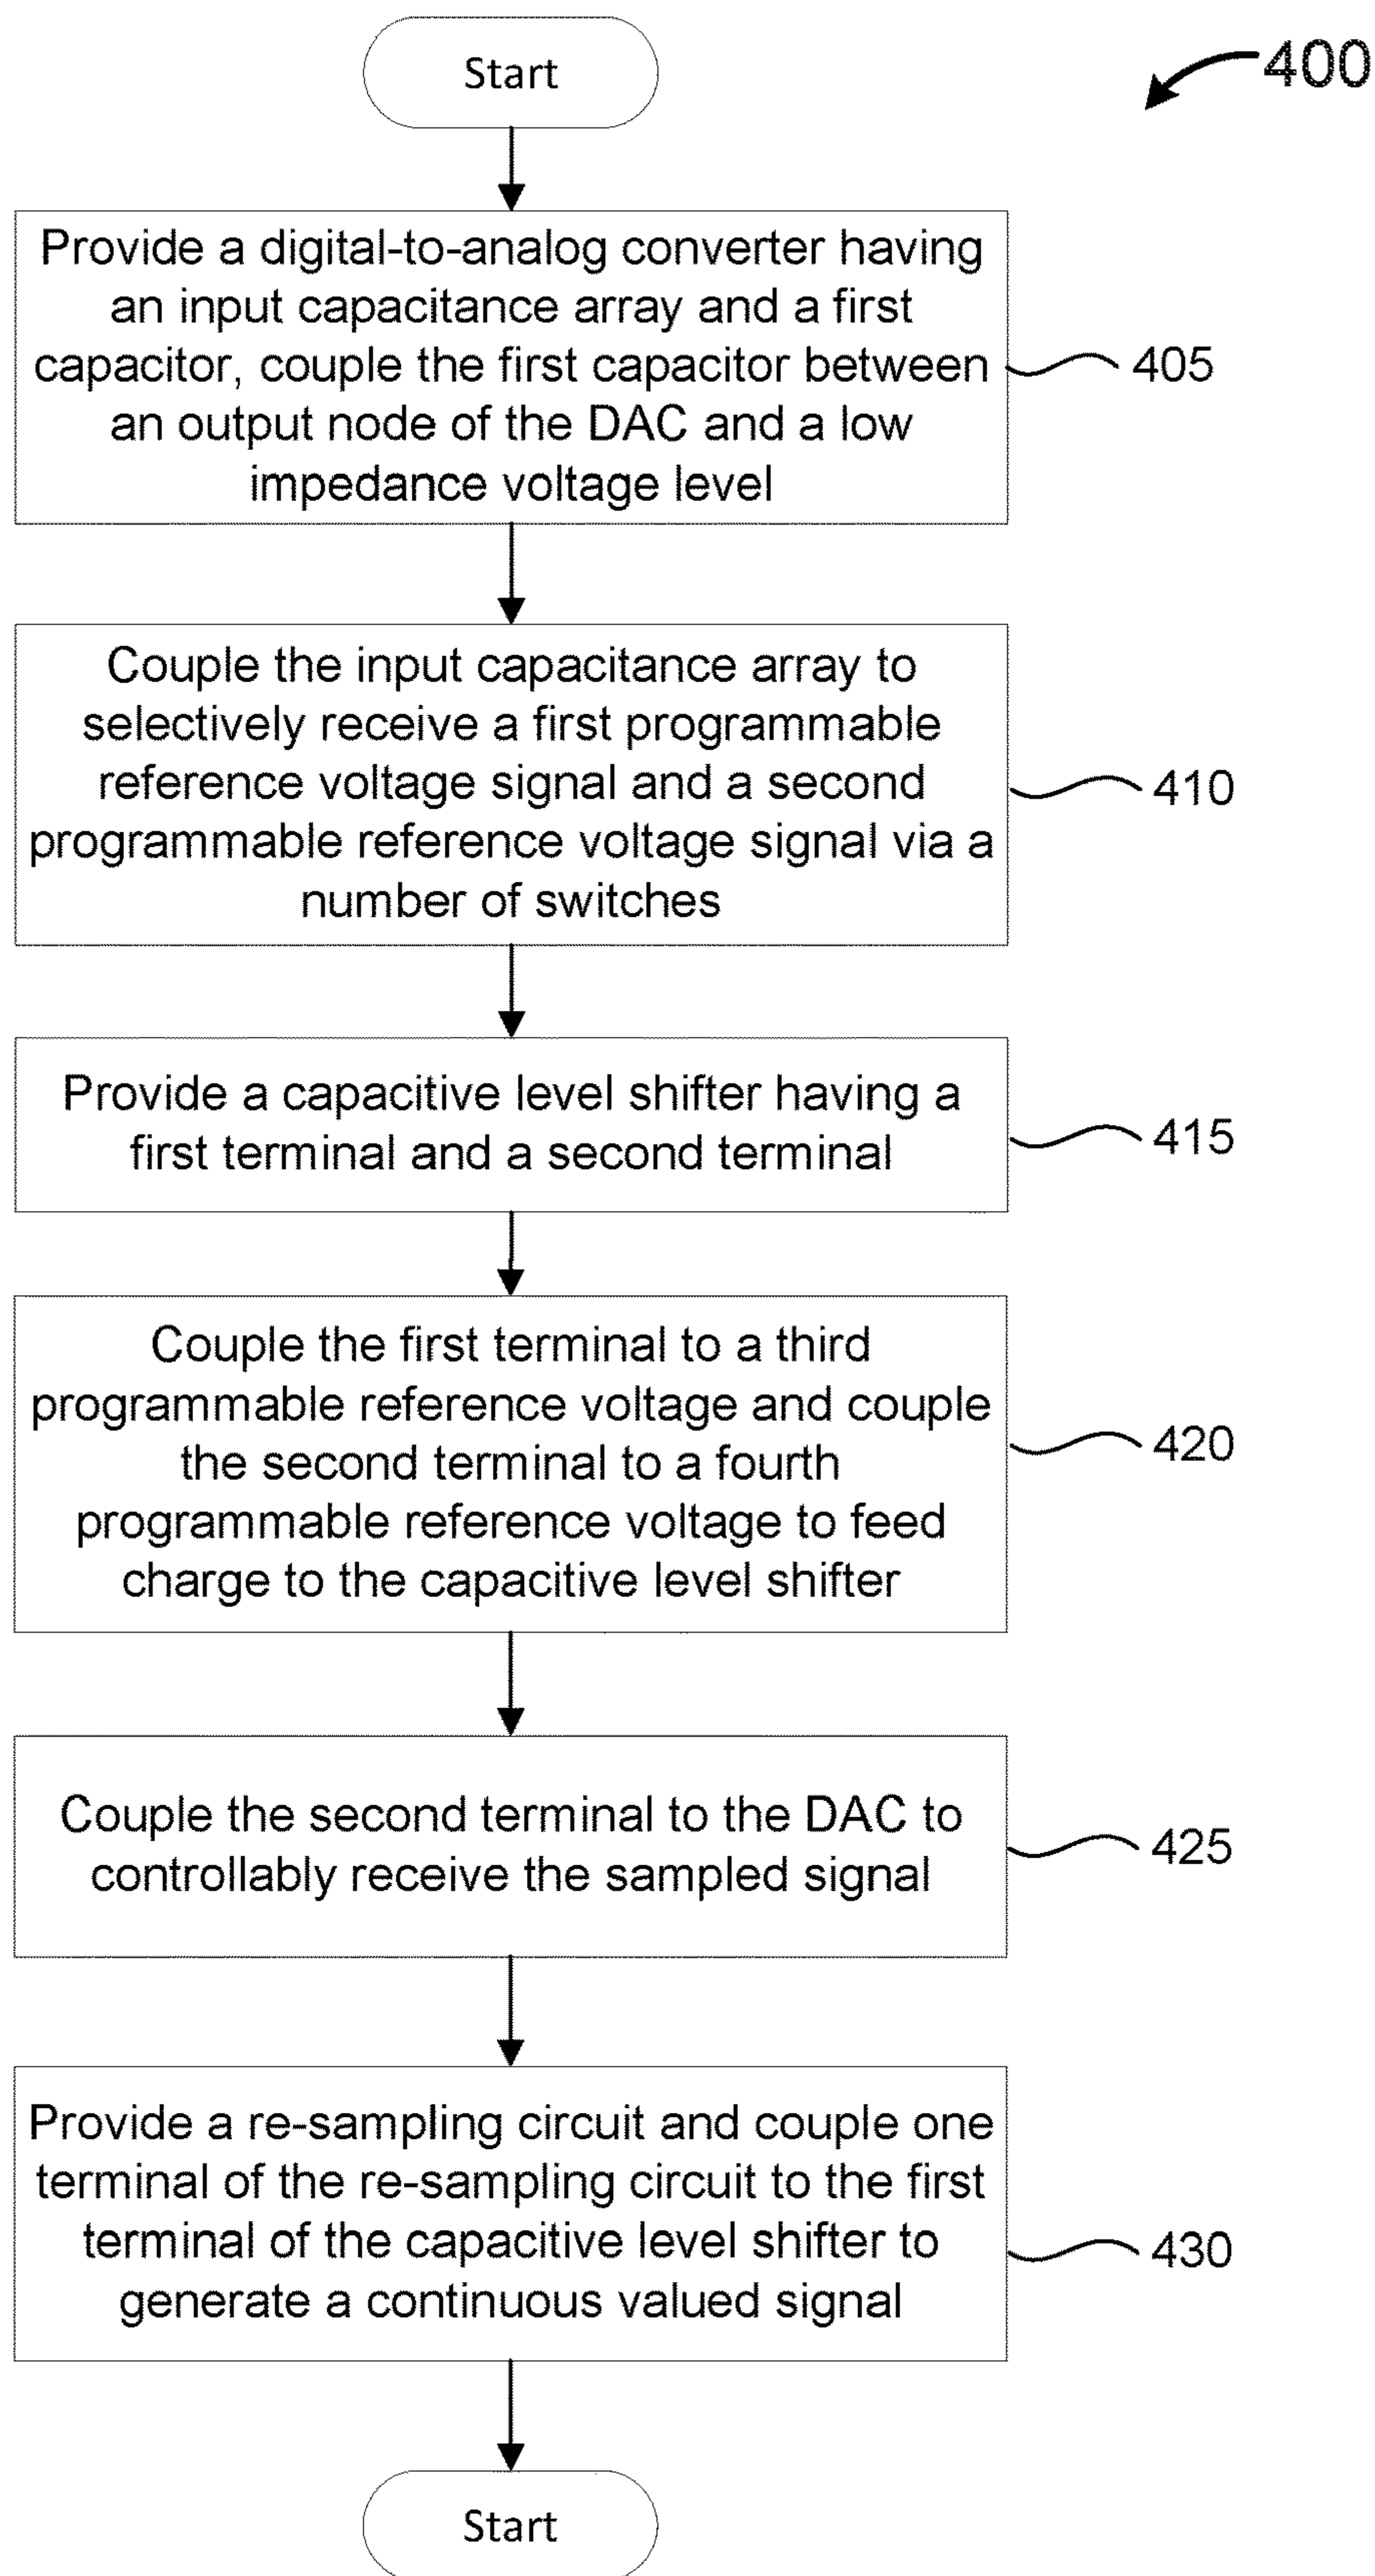 Start
400
Provide a digital-to-analog converter having
an input capacitance array and a first
capacitor, couple the first capacitor between
an output node of the DAC and a low
impedance voltage level
405
Couple the input capacitance array to
selectively receive a first programmable
reference voltage signal and a second
programmable reference voltage signal via a
number of switches
410
Provide a capacitive level shifter having a
first terminal and a second terminal
415
Couple the first terminal to a third
programmable reference voltage and couple
the second terminal to a fourth
programmable reference voltage to feed
charge to the capacitive level shifter
420
Couple the second terminal to the DAC to
controllably receive the sampled signal
425
Provide a re-sampling circuit and couple one
terminal of the re-sampling circuit to the first
terminal of the capacitive level shifter to
generate a continuous valued signal
430
Start